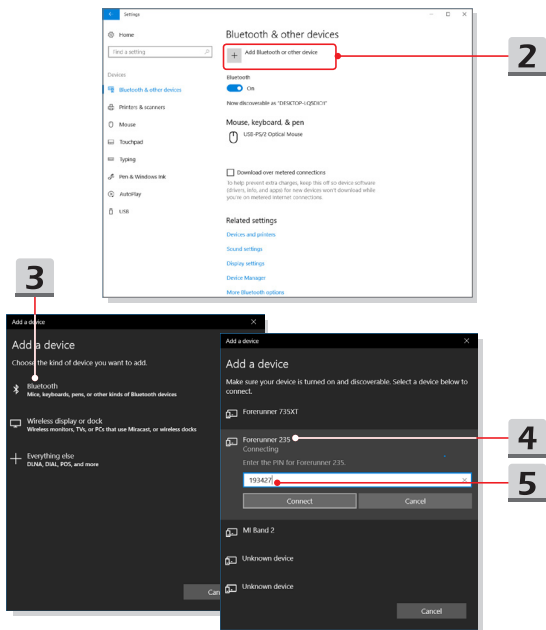 Settings
Home
Find a setting
Devices
Bluetooth & other devices
Printers & scanners
Mouse
Touchpad
Typing
Pen & Windows Ink
AutoPlay
USB
Bluetooth & other devices
Add Bluetooth or other device
Bluetooth
On
Now discoverable as
Mouse, keyboard, & pen
USB-PS/2 Optical Mouse
Download over metered connections
To help prevent extra charges, keep this off so device software
(drivers, info, and apps) for new devices won't download while
you're on metered Internet connections.
Related settings
Devices and printers
Sound settings
Display settings
Device Manager
More Bluetooth options
2
3
Add a device
Add a device
Choose the kind of device you want to add.
Bluetooth
Mice, keyboards, pens, or other kinds of Bluetooth devices
Wireless display or dock
Wireless monitors, TVs, or PCs that use Miracast, or wireless docks
Everything else
DLNA, DIAL, POS, and more
Can
Add a device
Add a device
Make sure your device is turned on and discoverable. Select a device below to
connect.
Forerunner 735XT
Forerunner 235
Connecting
Enter the PIN for Forerunner 235.
193427
Connect
Cancel
MI Band 2
Unknown device
Unknown device
Cancel
4
5